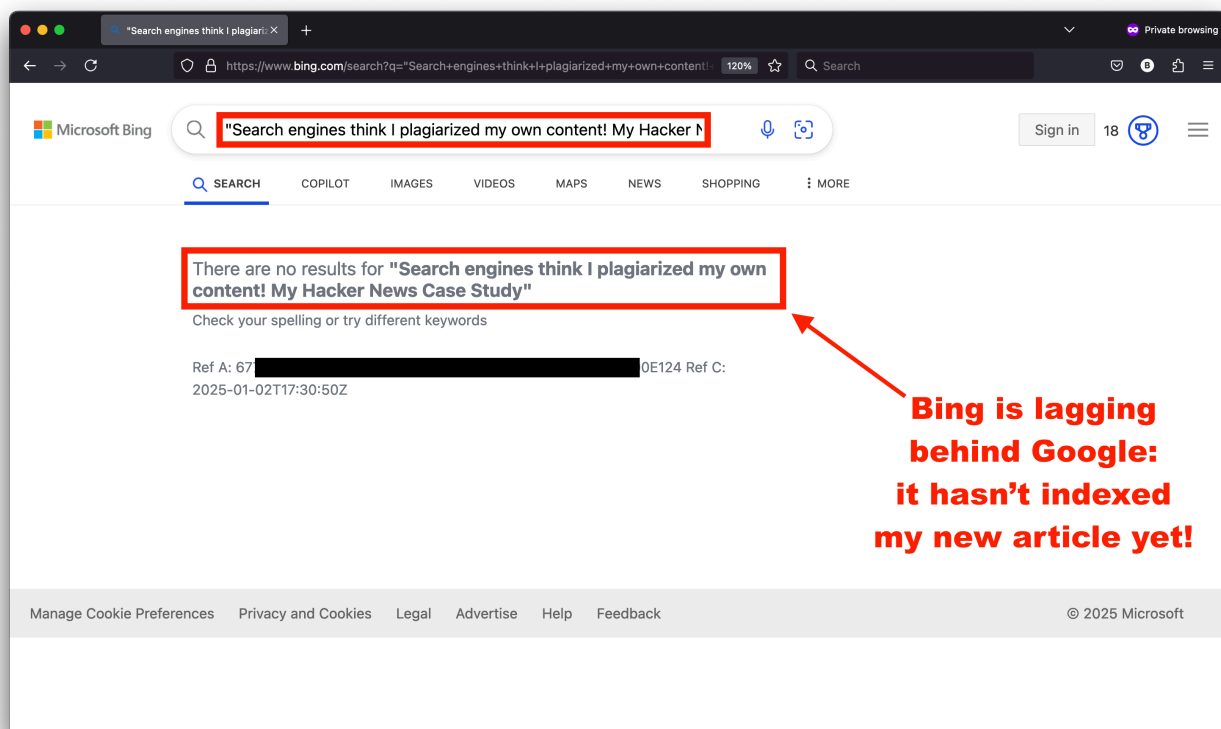 "Search engines think I plagiari
Private browsing
https://www.bing.com/search?q="Search+engines+think+I+plagiarized+my+own+content!
120%
Search
Microsoft Bing
"Search engines think I plagiarized my own content! My Hacker
Sign in
18
SEARCH
COPILOT
IMAGES
VIDEOS
MAPS
NEWS
SHOPPING
MORE
There are no results for "Search engines think I plagiarized my own
content! My Hacker News Case Study"
Check your spelling or try different keywords
Ref A: 67 0E124 Ref C:
2025-01-02T17:30:50Z
Bing is lagging
behind Google:
it hasn’t indexed
my new article yet!
Manage Cookie Preferences
Privacy and Cookies
Legal
Advertise
Help
Feedback
© 2025 Microsoft